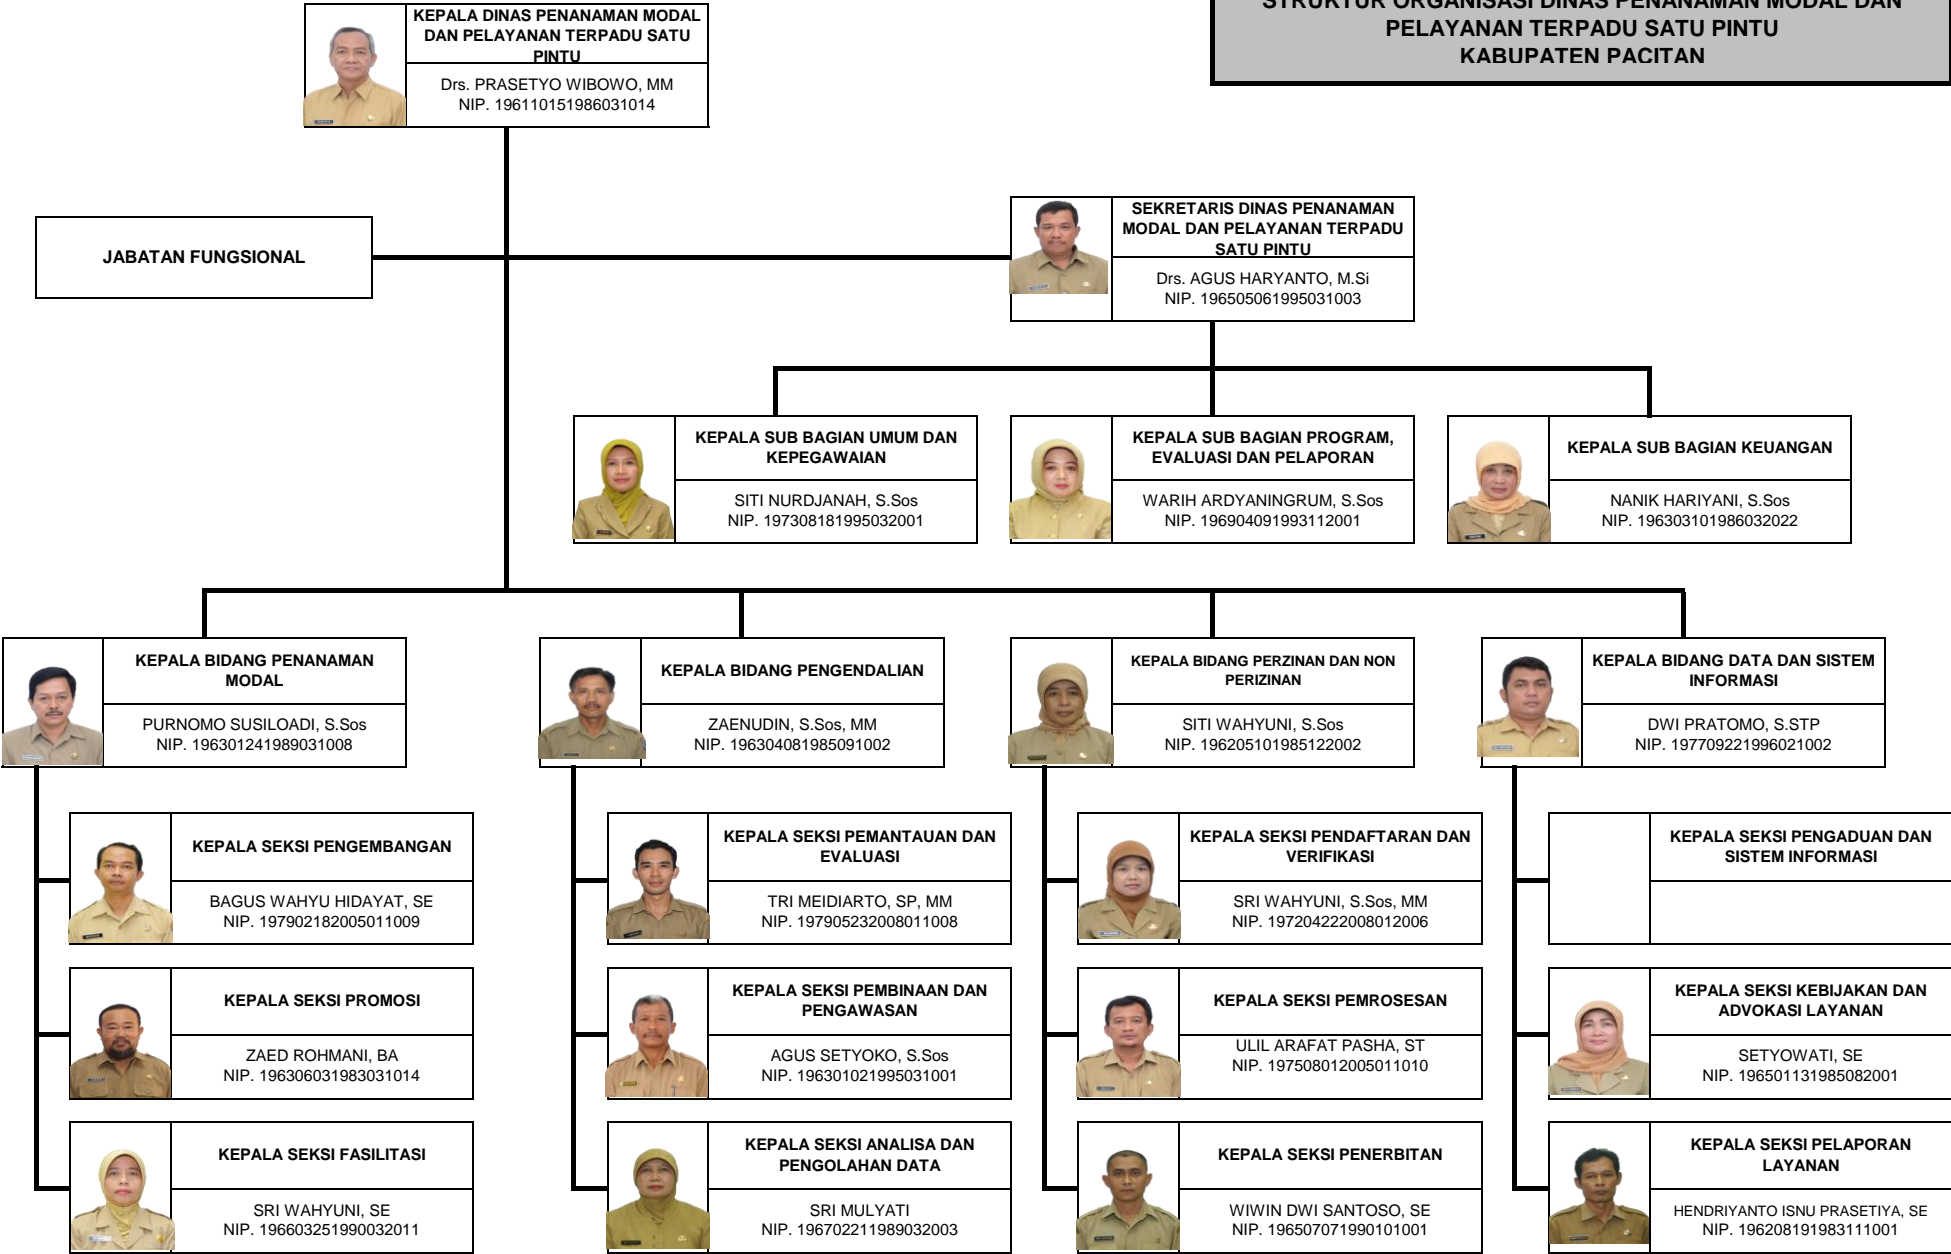 STRUKTUR ORGANISASI DINAS PENANAMAN MODAL DAN
PELAYANAN TERPADU SATU PINTU
KABUPATEN PACITAN
KEPALA DINAS PENANAMAN MODAL
DAN PELAYANAN TERPADU SATU
PINTU
Drs. PRASETYO WIBOWO, MM
NIP. 196110151986031014
JABATAN FUNGSIONAL
SEKRETARIS DINAS PENANAMAN
MODAL DAN PELAYANAN TERPADU
SATU PINTU
Drs. AGUS HARYANTO, M.Si
NIP. 196505061995031003
KEPALA SUB BAGIAN UMUM DAN
KEPEGAWAIAN
SITI NURDJANAH, S.Sos
NIP. 197308181995032001
KEPALA SUB BAGIAN PROGRAM,
EVALUASI DAN PELAPORAN
WARIH ARDYANINGRUM, S.Sos
NIP. 196904091993112001
KEPALA SUB BAGIAN KEUANGAN
NANIK HARIYANI, S.Sos
NIP. 196303101986032022
KEPALA BIDANG PENANAMAN
MODAL
PURNOMO SUSILOADI, S.Sos
NIP. 196301241989031008
KEPALA BIDANG PENGENDALIAN
ZAENUDIN, S.Sos, MM
NIP. 196304081985091002
KEPALA BIDANG PERZINAN DAN NON
PERIZINAN
SITI WAHYUNI, S.Sos
NIP. 196205101985122002
KEPALA BIDANG DATA DAN SISTEM
INFORMASI
DWI PRATOMO, S.STP
NIP. 197709221996021002
KEPALA SEKSI PENGEMBANGAN
BAGUS WAHYU HIDAYAT, SE
NIP. 197902182005011009
KEPALA SEKSI PEMANTAUAN DAN
EVALUASI
TRI MEIDIARTO, SP, MM
NIP. 197905232008011008
KEPALA SEKSI PENDAFTARAN DAN
VERIFIKASI
SRI WAHYUNI, S.Sos, MM
NIP. 197204222008012006
KEPALA SEKSI PENGADUAN DAN
SISTEM INFORMASI
KEPALA SEKSI PROMOSI
ZAED ROHMANI, BA
NIP. 196306031983031014
KEPALA SEKSI PEMBINAAN DAN
PENGAWASAN
AGUS SETYOKO, S.Sos
NIP. 196301021995031001
KEPALA SEKSI PEMROSESAN
ULIL ARAFAT PASHA, ST
NIP. 197508012005011010
KEPALA SEKSI KEBIJAKAN DAN
ADVOKASI LAYANAN
SETYOWATI, SE
NIP. 196501131985082001
KEPALA SEKSI FASILITASI
SRI WAHYUNI, SE
NIP. 196603251990032011
KEPALA SEKSI ANALISA DAN
PENGOLAHAN DATA
SRI MULYATI
NIP. 196702211989032003
KEPALA SEKSI PENERBITAN
WIWIN DWI SANTOSO, SE
NIP. 196507071990101001
KEPALA SEKSI PELAPORAN
LAYANAN
HENDRIYANTO ISNU PRASETIYA, SE
NIP. 196208191983111001